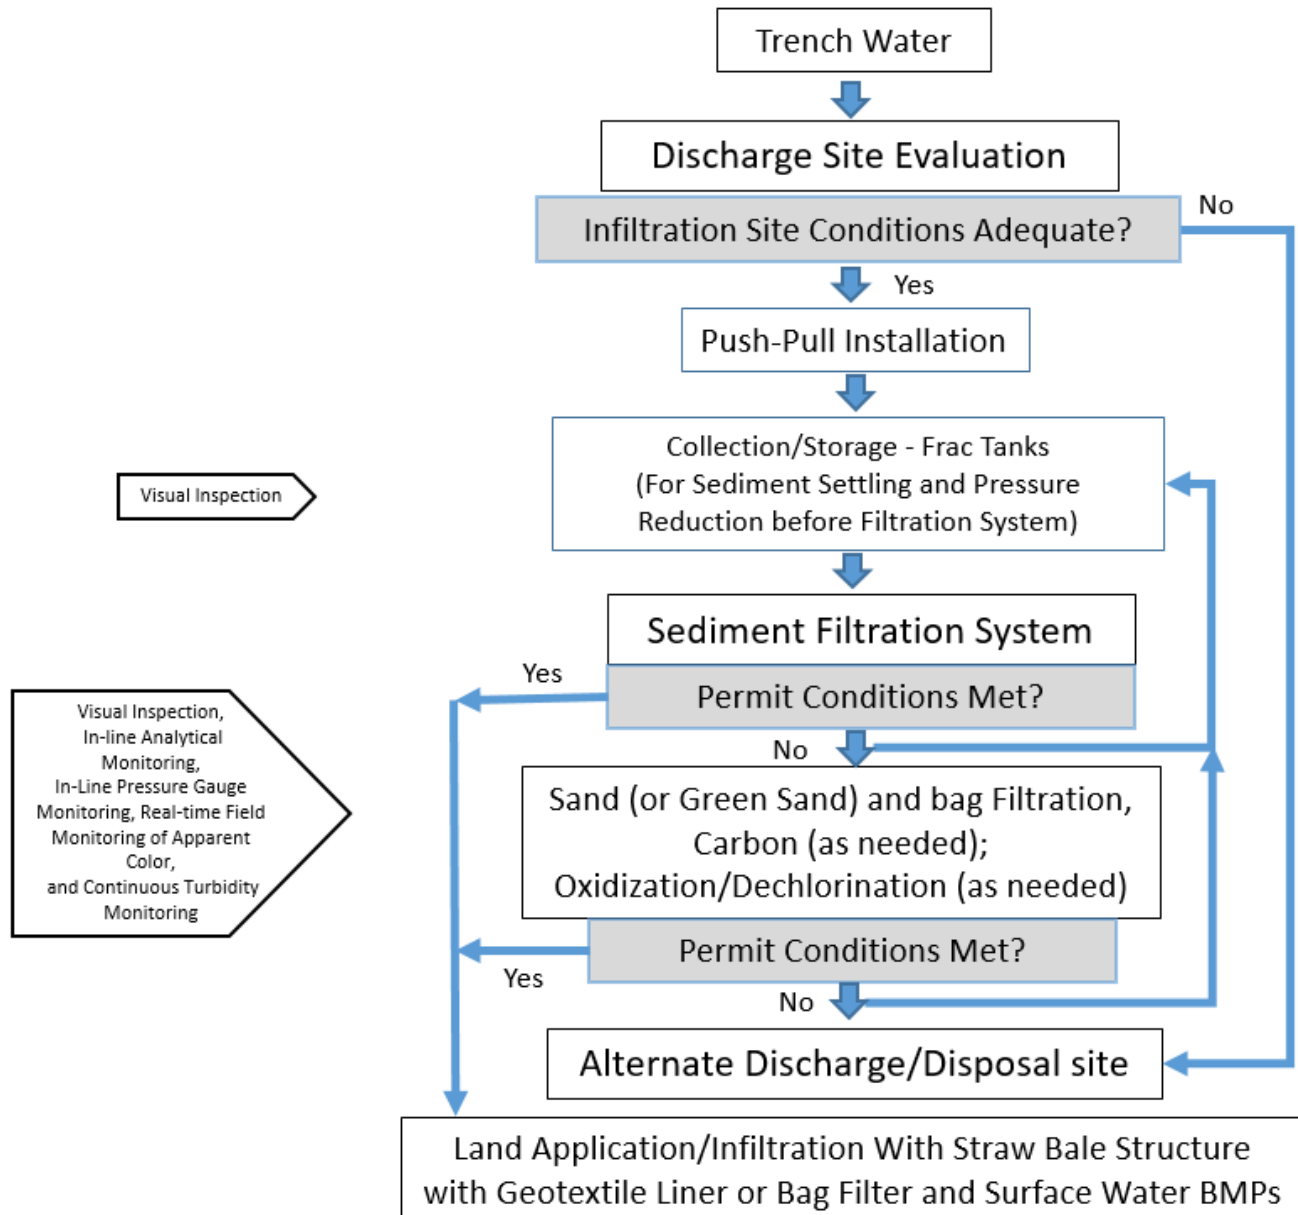 Trench Water
Discharge Site Evaluation
Infiltration Site Conditions Adequate?
No
Yes
Push-Pull Installation
Collection/Storage - Frac Tanks
(For Sediment Settling and Pressure
Reduction before Filtration System)
Visual Inspection
Sediment Filtration System
Yes
Permit Conditions Met?
No
Visual Inspection,
In-line Analytical
Monitoring,
In-Line Pressure Gauge
Monitoring, Real-time Field
Monitoring of Apparent
Color,
and Continuous Turbidity
Monitoring
Sand (or Green Sand) and bag Filtration,
Carbon (as needed);
Oxidization/Dechlorination (as needed)
Permit Conditions Met?
Yes
No
Alternate Discharge/Disposal site
Land Application/Infiltration With Straw Bale Structure
with Geotextile Liner or Bag Filter and Surface Water BMPs